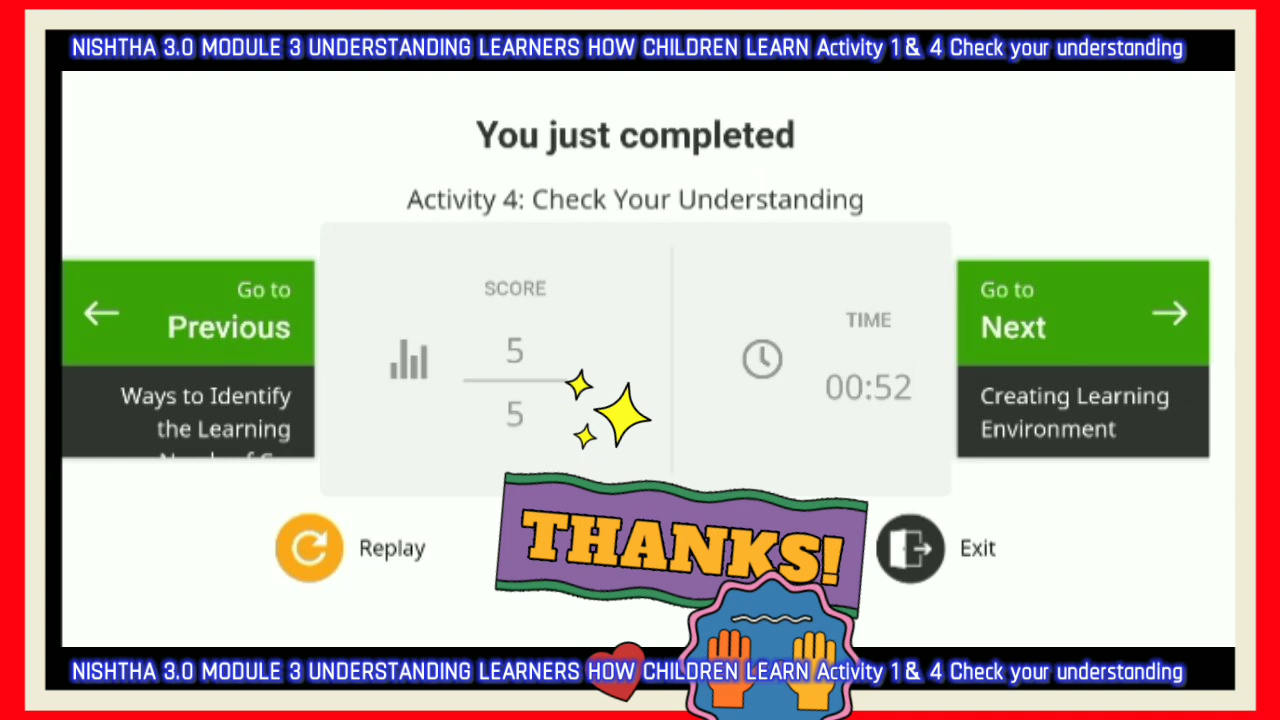 NISHTHA 3.0 MODULE 3 UNDERSTANDING LEARNERS HOW CHILDREN LEARN Activity 1 & 4 Check your understanding
You just completed
Activity 4: Check Your Understanding
Go to
Previous
Ways to Identify
the Learning
SCORE
5
5
TIME
00:52
Go to
Next
Creating Learning
Environment
Replay
THANKS!
Exit
NISHTHA 3.0 MODULE 3 UNDERSTANDING LEARNERS HOW CHILDREN LEARN Activity 1 & 4 Check your understanding